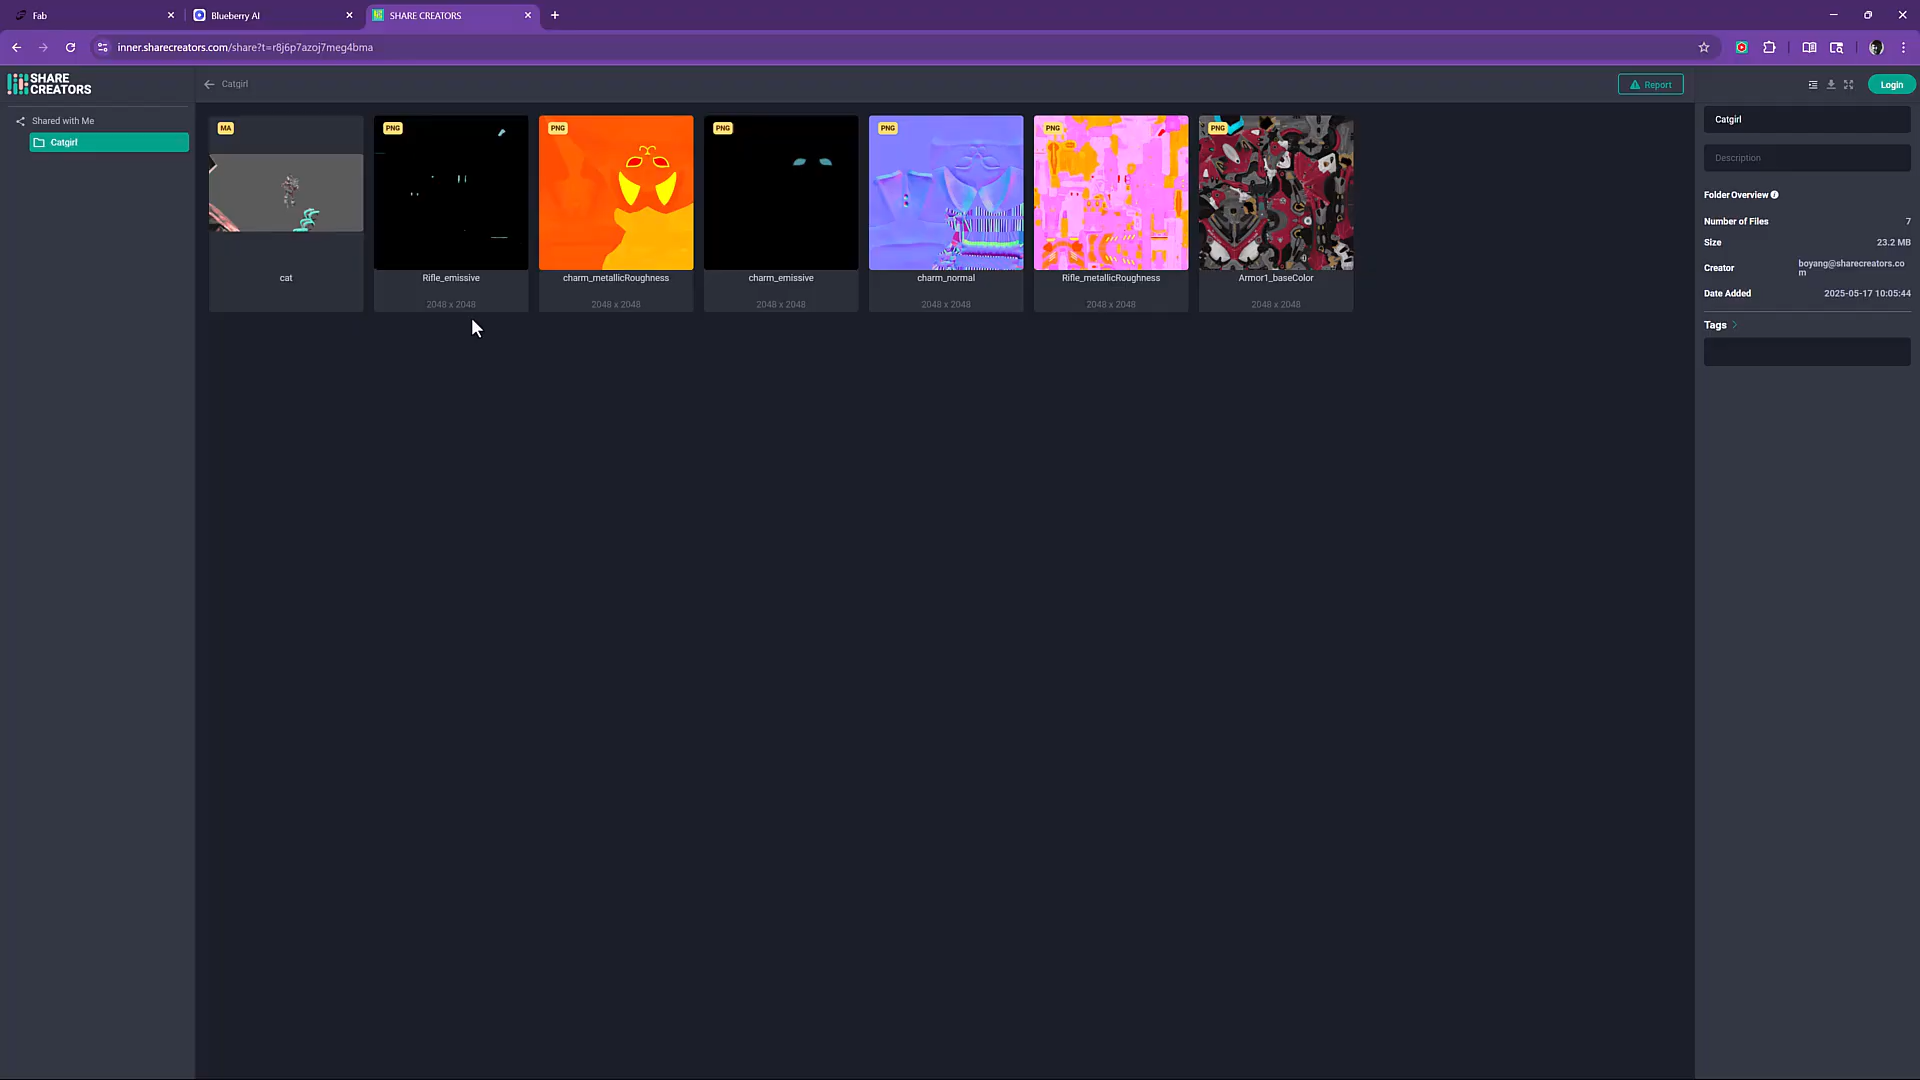 Fab
Blueberry AI
SHARE CREATORS
inner.sharecreators.com/share?t=r8j6p7azoj7meg4bma
SHARE
CREATORS
Catgirl
Report
Login
Shared with Me
Catgirl
MA
cat
PNG
Rifle_emissive
2048 x 2048
PNG
charm_metallicRoughness
2048 x 2048
PNG
charm_emissive
2048 x 2048
PNG
charm_normal
2048 x 2048
PNG
Rifle_metallicRoughness
2048 x 2048
PNG
Armor1_baseColor
2048 x 2048
Catgirl
Description
Folder Overview
Number of Files 7
Size 23.2 MB
Creator boyang@sharecreators.co
m
Date Added 2025-05-17 10:05:44
Tags